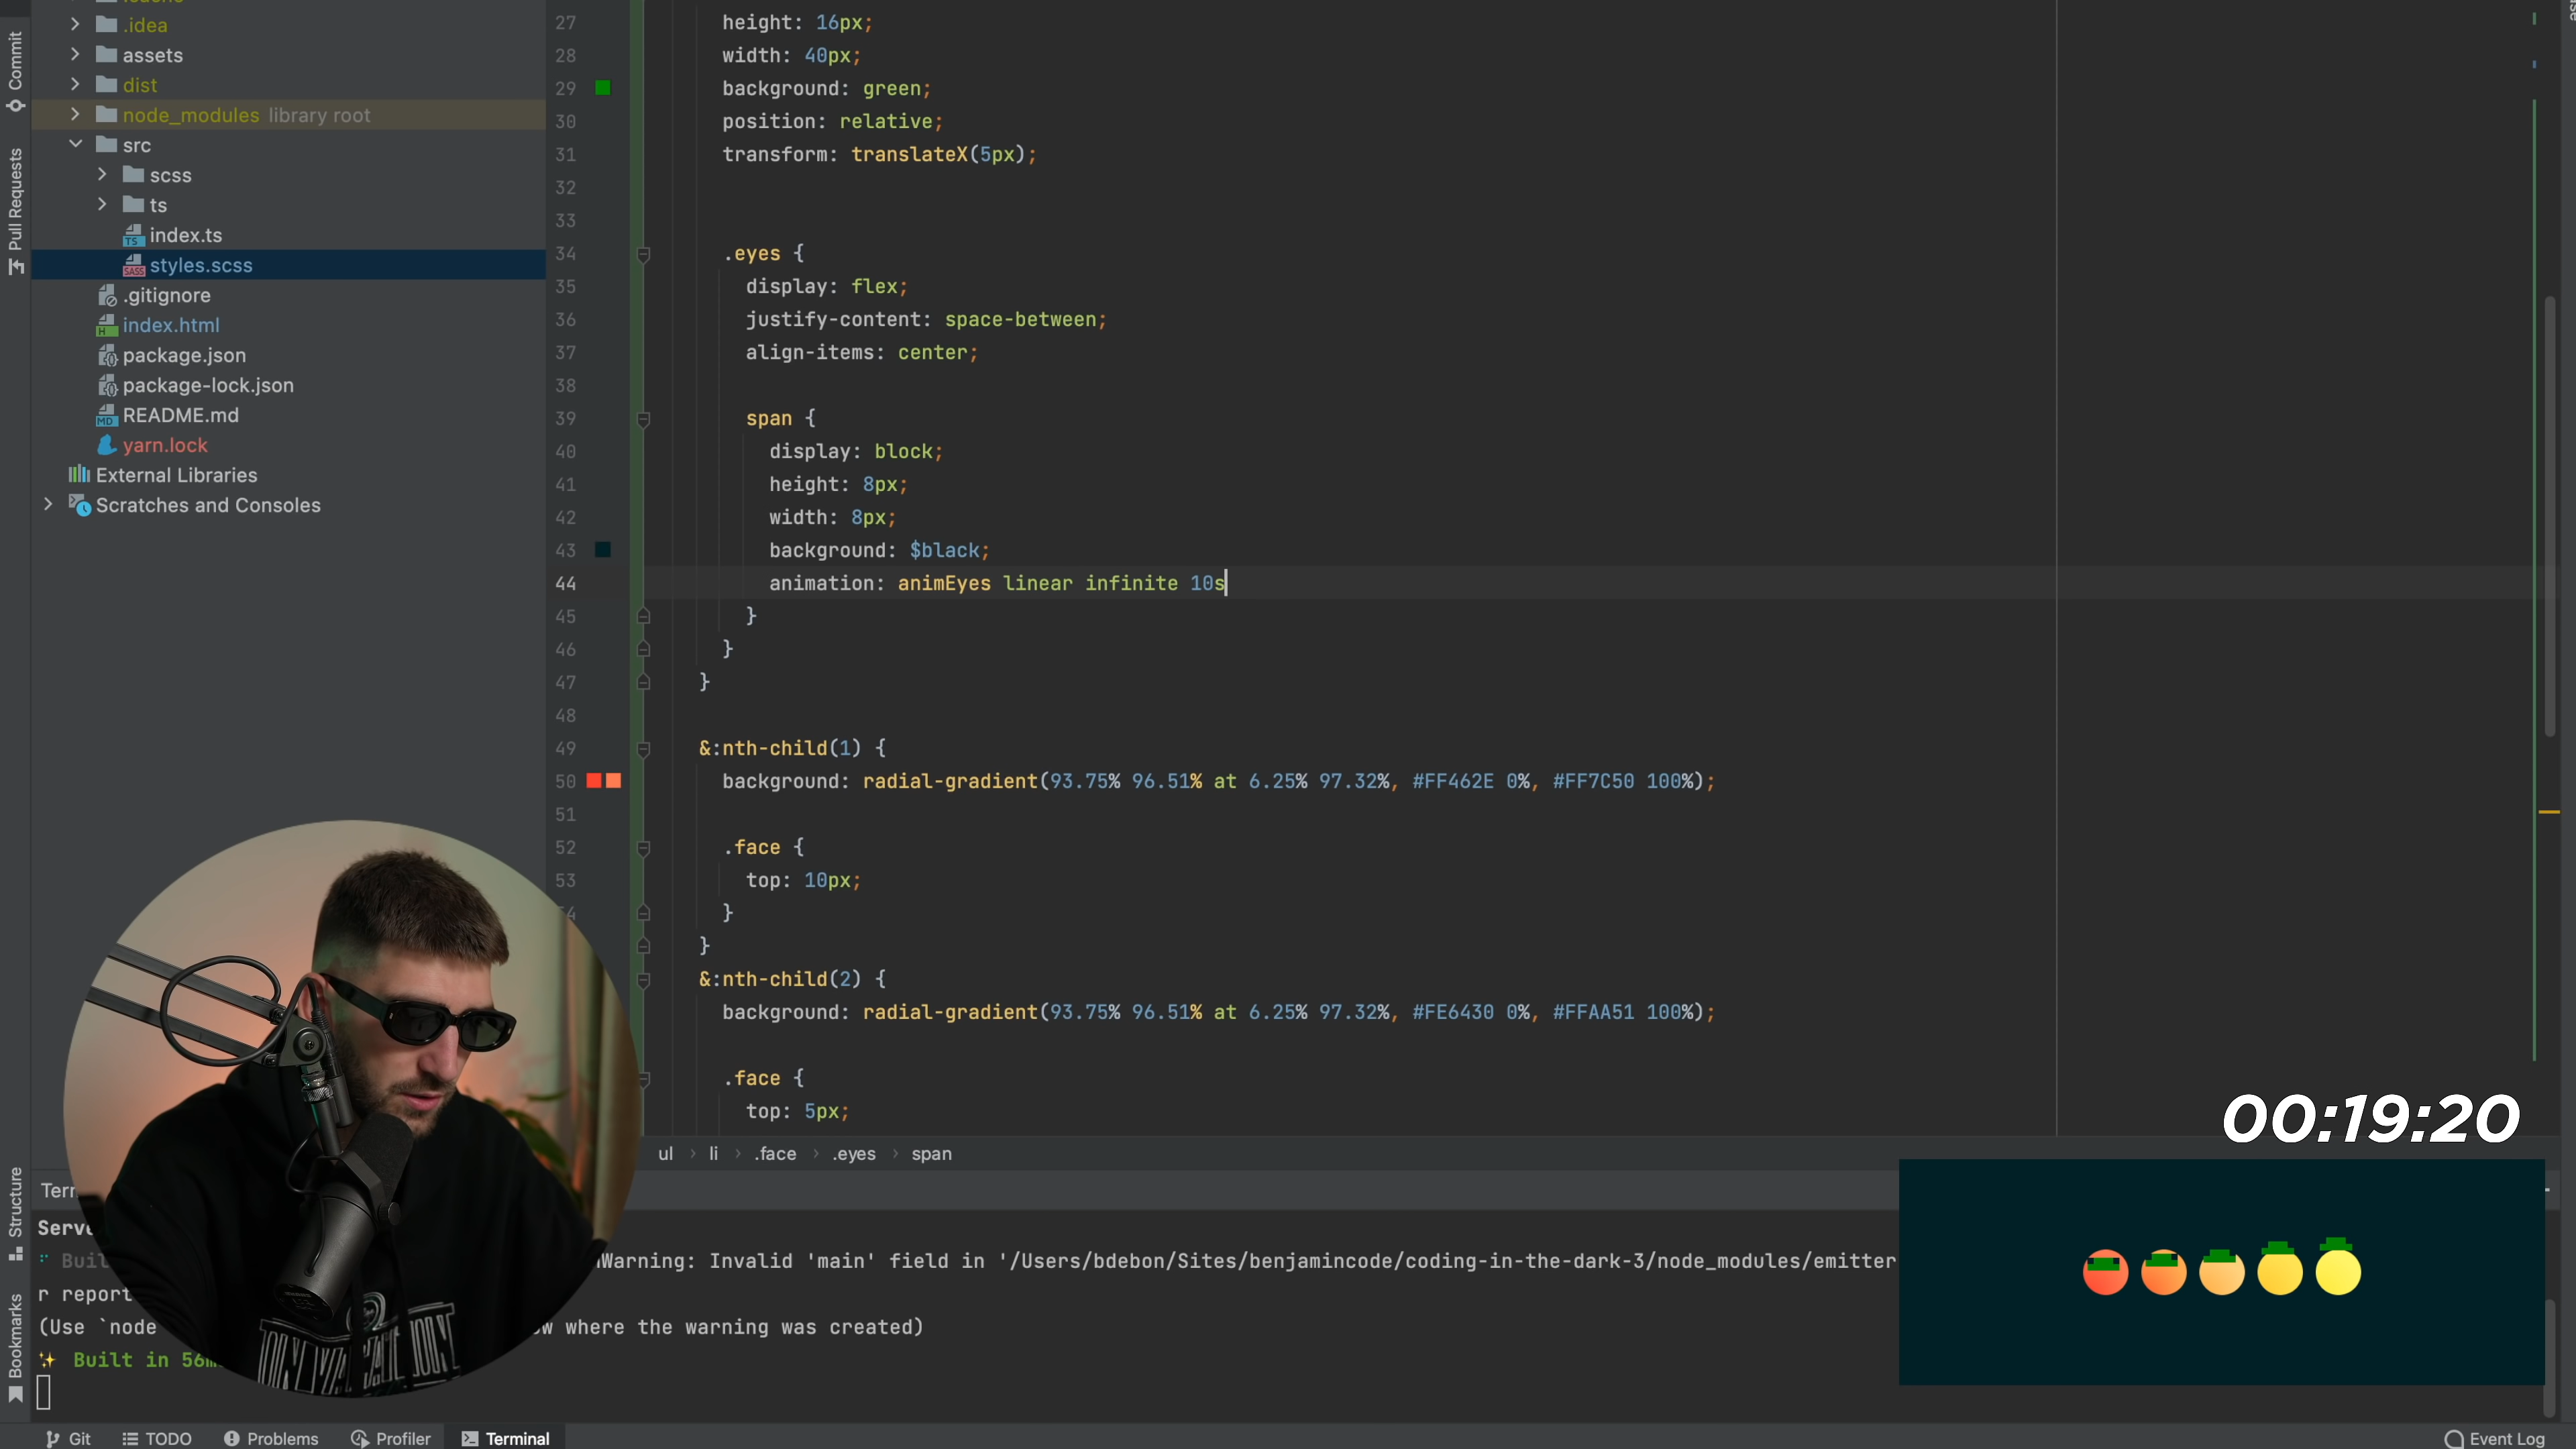 Commit
Pull Requests
.idea
assets
dist
node_modules library root
src
scss
ts
index.ts
styles.scss
.gitignore
index.html
package.json
package-lock.json
README.md
yarn.lock
External Libraries
Scratches and Consoles
27 height: 16px;
28 width: 40px;
29 background: green;
30 position: relative;
31 transform: translateX(5px);
32
33
34 .eyes {
35 display: flex;
36 justify-content: space-between;
37 align-items: center;
38
39 span {
40 display: block;
41 height: 8px;
42 width: 8px;
43 background: $black;
44 animation: animEyes linear infinite 10s
45 }
46 }
47 }
48
49 &:nth-child(1) {
50 background: radial-gradient(93.75% 96.51% at 6.25% 97.32%, #FF462E 0%, #FF7C50 100%);
51
52 .face {
53 top: 10px;
}
}
&:nth-child(2) {
background: radial-gradient(93.75% 96.51% at 6.25% 97.32%, #FE6430 0%, #FFAA51 100%);
.face {
top: 5px;
ul › li › .face › .eyes › span
00:19:20
Structure
Bookmarks
Warning: Invalid 'main' field in '/Users/bdebon/Sites/benjamincode/coding-in-the-dark-3/node_modules/emitter
r report
(Use `node w where the warning was created)
Built in 56m
Git TODO Problems Profiler Terminal Event Log